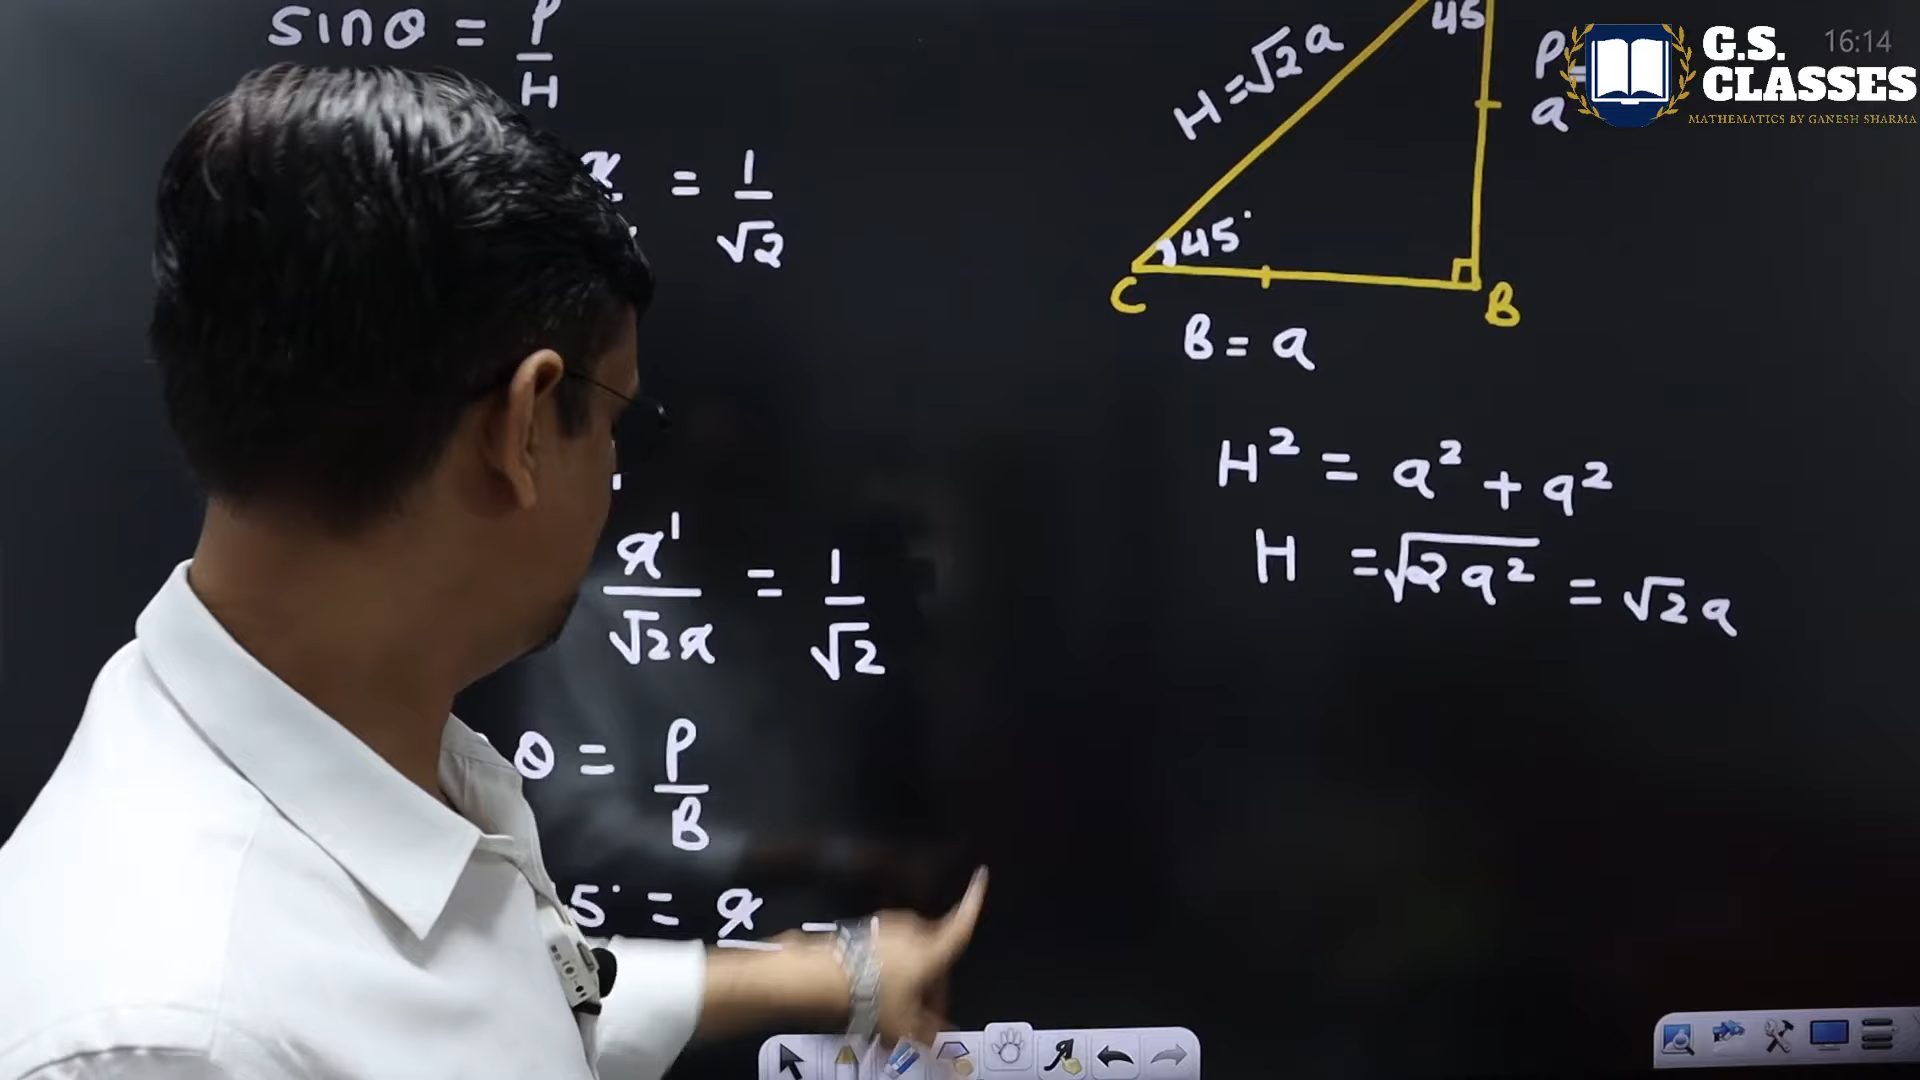 sinθ = P/H
= 1/√2
a¹/√2a = 1/√2
θ = P/B
5° = a
H = √2a
45
P =
a
45°
C
B
B = a
H² = a² + a²
H = √2a² = √2a
G.S.
CLASSES
MATHEMATICS BY GANESH SHARMA
16:14